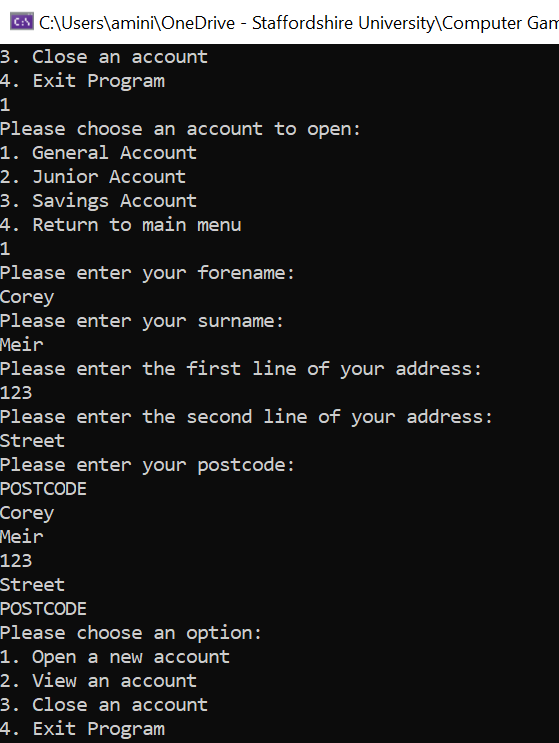 C:\Users\amini\OneDrive - Staffordshire University\Computer Gam
3. Close an account
4. Exit Program
1
Please choose an account to open:
1. General Account
2. Junior Account
3. Savings Account
4. Return to main menu
1
Please enter your forename:
Corey
Please enter your surname:
Meir
Please enter the first line of your address:
123
Please enter the second line of your address:
Street
Please enter your postcode:
POSTCODE
Corey
Meir
123
Street
POSTCODE
Please choose an option:
1. Open a new account
2. View an account
3. Close an account
4. Exit Program